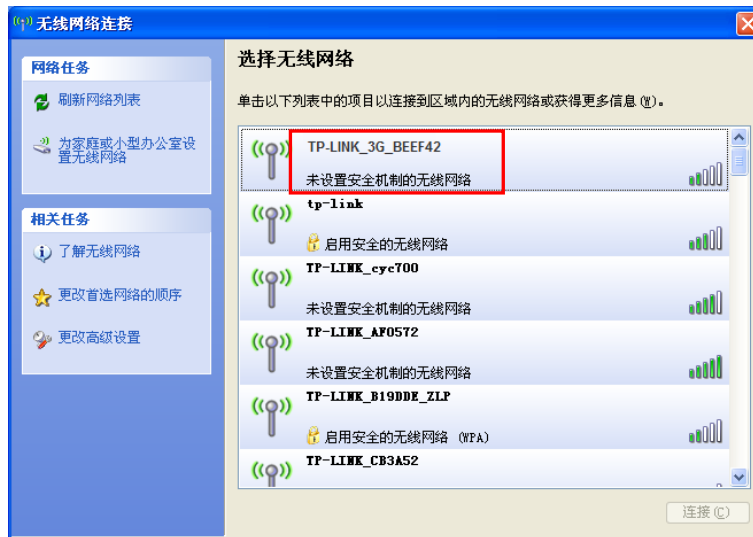 无线网络连接
网络任务
刷新网络列表
为家庭或小型办公室设
置无线网络
相关任务
了解无线网络
更改首选网络的顺序
更改高级设置
选择无线网络
单击以下列表中的项目以连接到区域内的无线网络或获得更多信息(W)。
TP-LINK_3G_BEEF42
未设置安全机制的无线网络
tp-link
启用安全的无线网络
TP-LINK_cyc700
未设置安全机制的无线网络
TP-LINK_AF0572
未设置安全机制的无线网络
TP-LINK_B19DDE_ZLP
启用安全的无线网络 (WPA)
TP-LINK_CB3A52
连接(C)